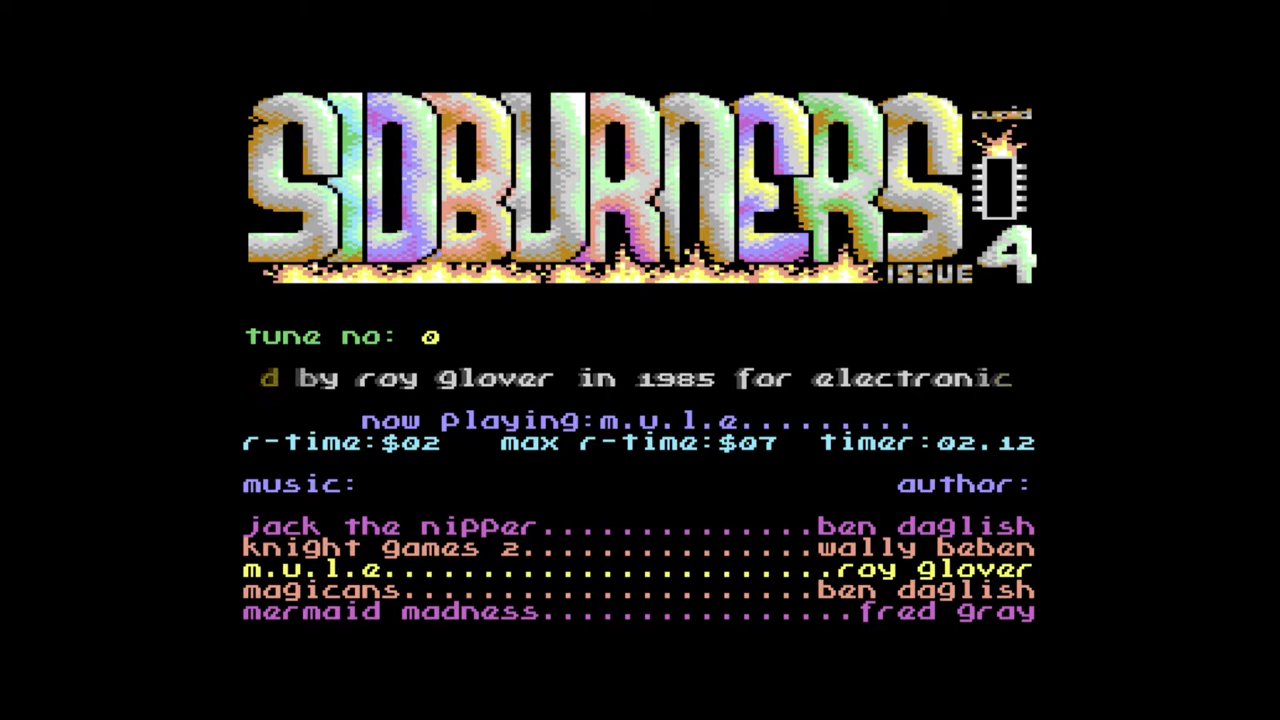 SIDBURNERS
cupid
ISSUE 4
tune no: 0
d by roy glover in 1985 for electronic
now playing:m.u.l.e.........
r-time:$02 max r-time:$07 timer:02.12
music: author:
jack the nipper..............ben daglish
knight games 2...............wally beben
m.u.l.e.......................roy glover
magicans.....................ben daglish
mermaid madness................fred gray